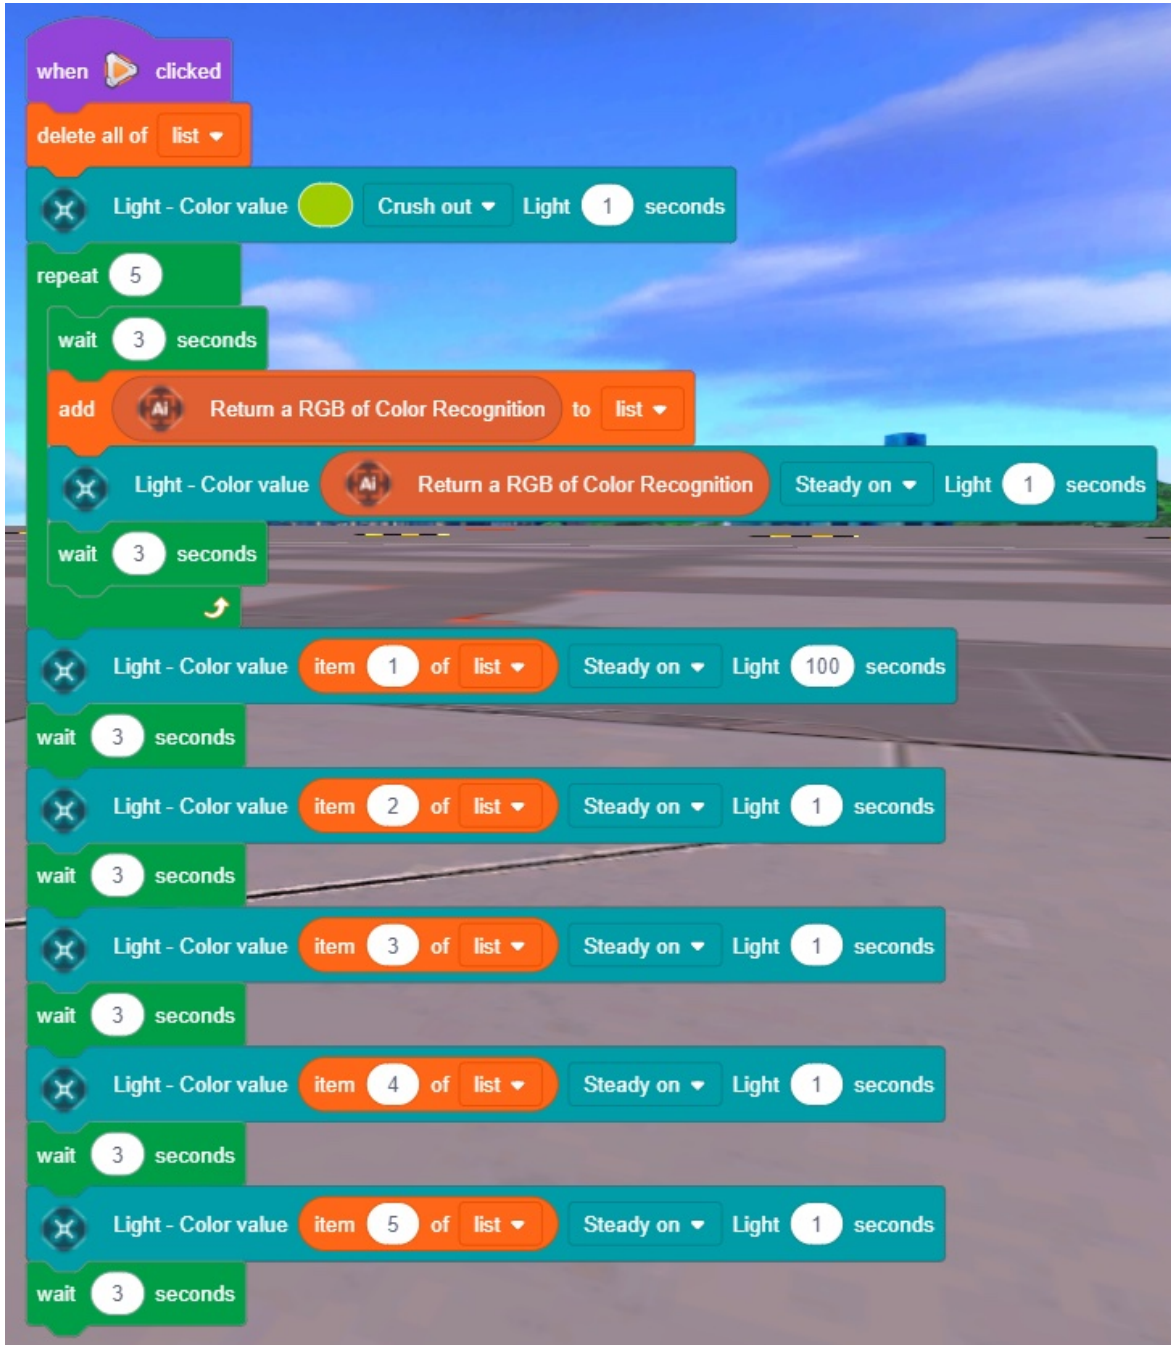 when clicked
delete all of list
Light - Color value Crush out Light 1 seconds
repeat 5
wait 3 seconds
add Ai Return a RGB of Color Recognition to list
Light - Color value Ai Return a RGB of Color Recognition Steady on Light 1 seconds
wait 3 seconds
Light - Color value item 1 of list Steady on Light 100 seconds
wait 3 seconds
Light - Color value item 2 of list Steady on Light 1 seconds
wait 3 seconds
Light - Color value item 3 of list Steady on Light 1 seconds
wait 3 seconds
Light - Color value item 4 of list Steady on Light 1 seconds
wait 3 seconds
Light - Color value item 5 of list Steady on Light 1 seconds
wait 3 seconds